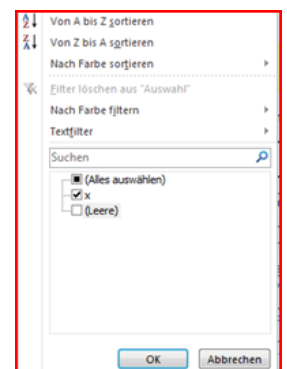 Von A bis Z sortieren
Von Z bis A sortieren
Nach Farbe sortieren
Filter löschen aus "Auswahl"
Nach Farbe filtern
Textfilter
Suchen
(Alles auswählen)
x
(Leere)
OK Abbrechen